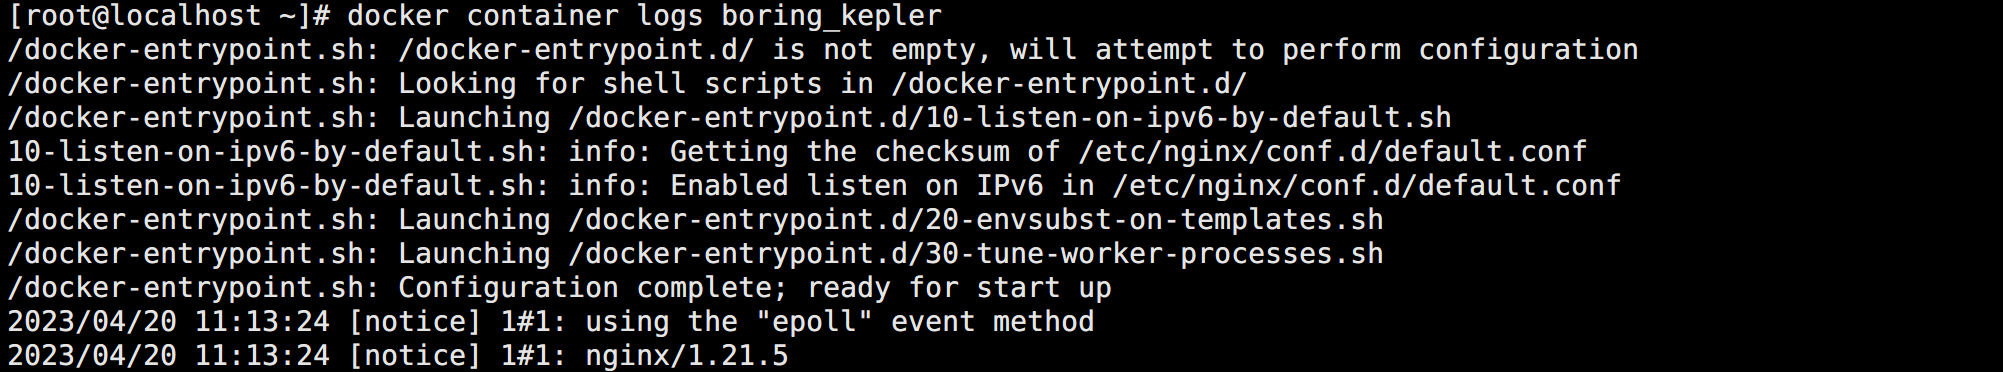 [root@localhost ~]# docker container logs boring_kepler
/docker-entrypoint.sh: /docker-entrypoint.d/ is not empty, will attempt to perform configuration
/docker-entrypoint.sh: Looking for shell scripts in /docker-entrypoint.d/
/docker-entrypoint.sh: Launching /docker-entrypoint.d/10-listen-on-ipv6-by-default.sh
10-listen-on-ipv6-by-default.sh: info: Getting the checksum of /etc/nginx/conf.d/default.conf
10-listen-on-ipv6-by-default.sh: info: Enabled listen on IPv6 in /etc/nginx/conf.d/default.conf
/docker-entrypoint.sh: Launching /docker-entrypoint.d/20-envsubst-on-templates.sh
/docker-entrypoint.sh: Launching /docker-entrypoint.d/30-tune-worker-processes.sh
/docker-entrypoint.sh: Configuration complete; ready for start up
2023/04/20 11:13:24 [notice] 1#1: using the "epoll" event method
2023/04/20 11:13:24 [notice] 1#1: nginx/1.21.5